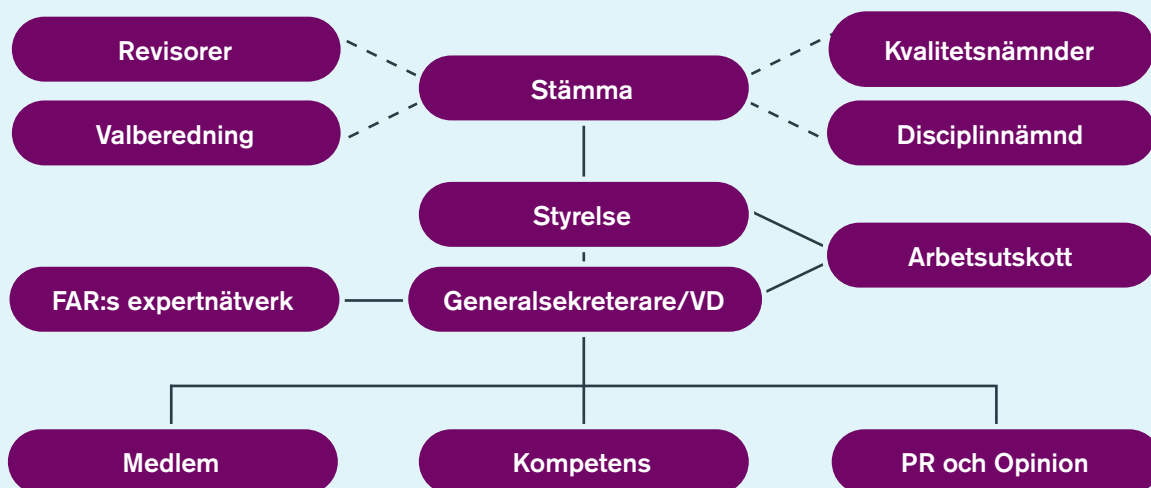 Revisorer
Kvalitetsnämnder
Stämma
Valberedning
Disciplinnämnd
Styrelse
Arbetsutskott
FAR:s expertnätverk
Generalsekreterare/VD
Medlem
Kompetens
PR och Opinion